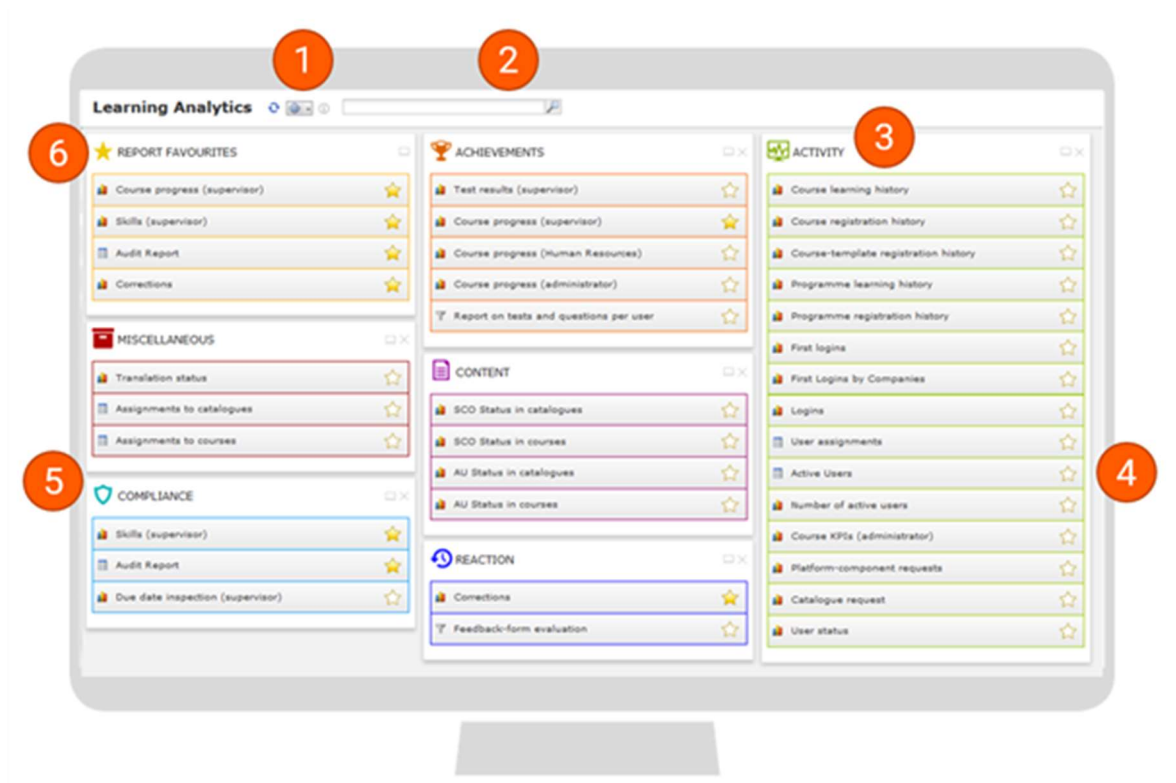 1
2
Learning Analytics
6
REPORT FAVOURITES
Course progress (supervisor)
Skills (supervisor)
Audit Report
Corrections
MISCELLANEOUS
Translation status
Assignments to catalogues
Assignments to courses
5
COMPLIANCE
Skills (supervisor)
Audit Report
Due date inspection (supervisor)
ACHIEVEMENTS
Test results (supervisor)
Course progress (supervisor)
Course progress (Human Resources)
Course progress (administrator)
Report on tests and questions per user
CONTENT
SCO Status in catalogues
SCO Status in courses
AU Status in catalogues
AU Status in courses
REACTION
Corrections
Feedback-form evaluation
3
ACTIVITY
Course learning history
Course registration history
Course-template registration history
Programme learning history
Programme registration history
First logins
First Logins by Companies
Logins
User assignments
Active Users
4
Number of active users
Course KPIs (administrator)
Platform-component requests
Catalogue request
User status